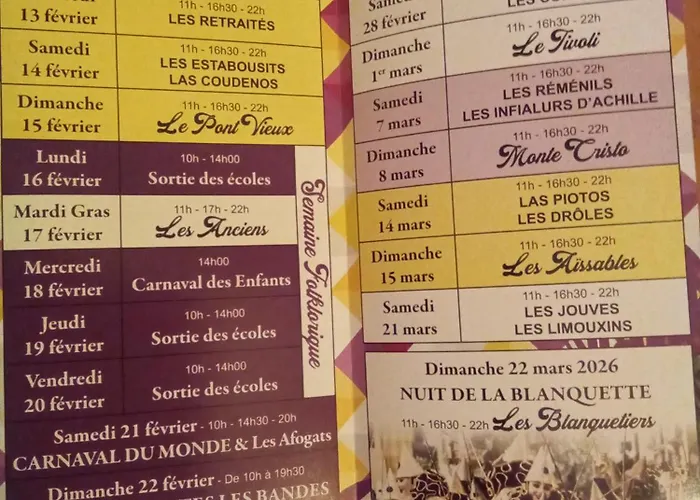 13 février
LES RETRAITÉS
Samedi
14 février
11h - 16h30 - 22h
LES ESTABOUSITS
LAS COUDENOS
Dimanche
15 février
11h - 16h30 - 22h
Le Pont Vieux
Lundi
16 février
10h - 14h00
Sortie des écoles
Mardi Gras
17 février
11h - 17h - 22h
Les Anciens
Mercredi
18 février
14h00
Carnaval des Enfants
Jeudi
19 février
10h - 14h00
Sortie des écoles
Vendredi
20 février
10h - 14h00
Sortie des écoles
Semaine Folklorique
Samedi 21 février - 10h - 14h30 - 20h
CARNAVAL DU MONDE & Les Afogats
Dimanche 22 février - De 10h à 19h30
LES BANDES
Samedi
28 février
Dimanche
1er mars
11h - 16h30 - 22h
Le Tivoli
Samedi
7 mars
11h - 16h30 - 22h
LES RÉMÉNILS
LES INFIALURS D'ACHILLE
Dimanche
8 mars
11h - 16h30 - 22h
Monte Cristo
Samedi
14 mars
11h - 16h30 - 22h
LAS PIOTOS
LES DRÔLES
Dimanche
15 mars
11h - 16h30 - 22h
Les Aissables
Samedi
21 mars
11h - 16h30 - 22h
LES JOUVES
LES LIMOUXINS
Dimanche 22 mars 2026
NUIT DE LA BLANQUETTE
11h - 16h30 - 22h Les Blanquetiers